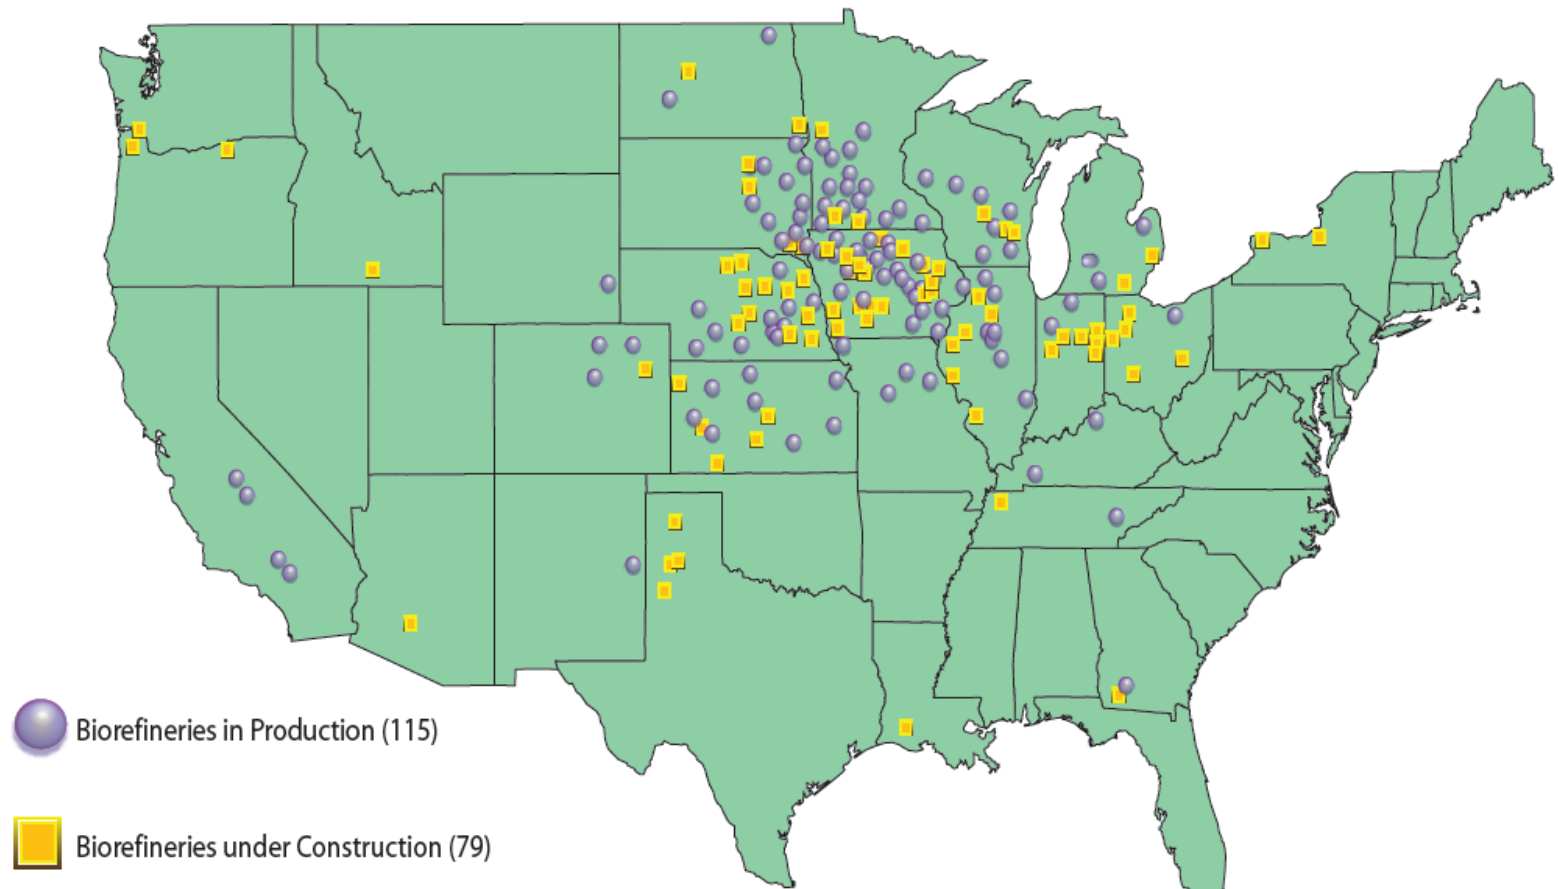 Biorefineries in Production (115)
Biorefineries under Construction (79)